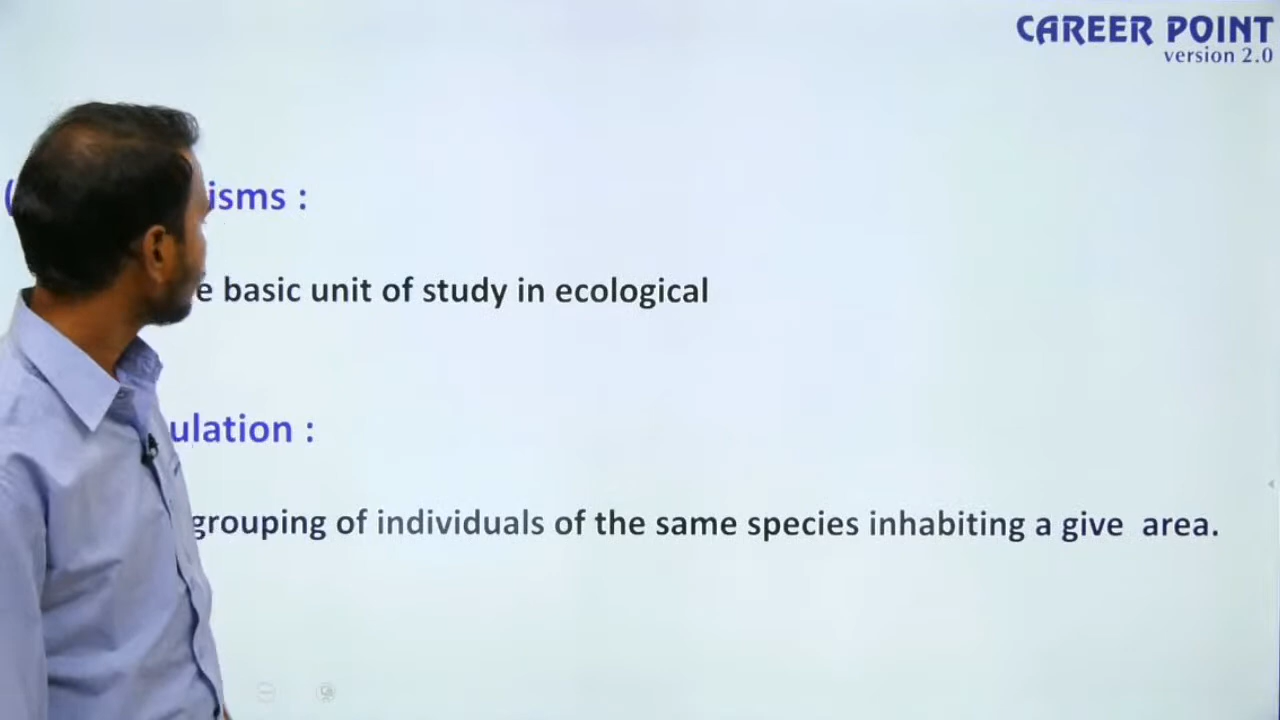 CAREER POINT
version 2.0
isms :
e basic unit of study in ecological
ulation :
grouping of individuals of the same species inhabiting a give area.